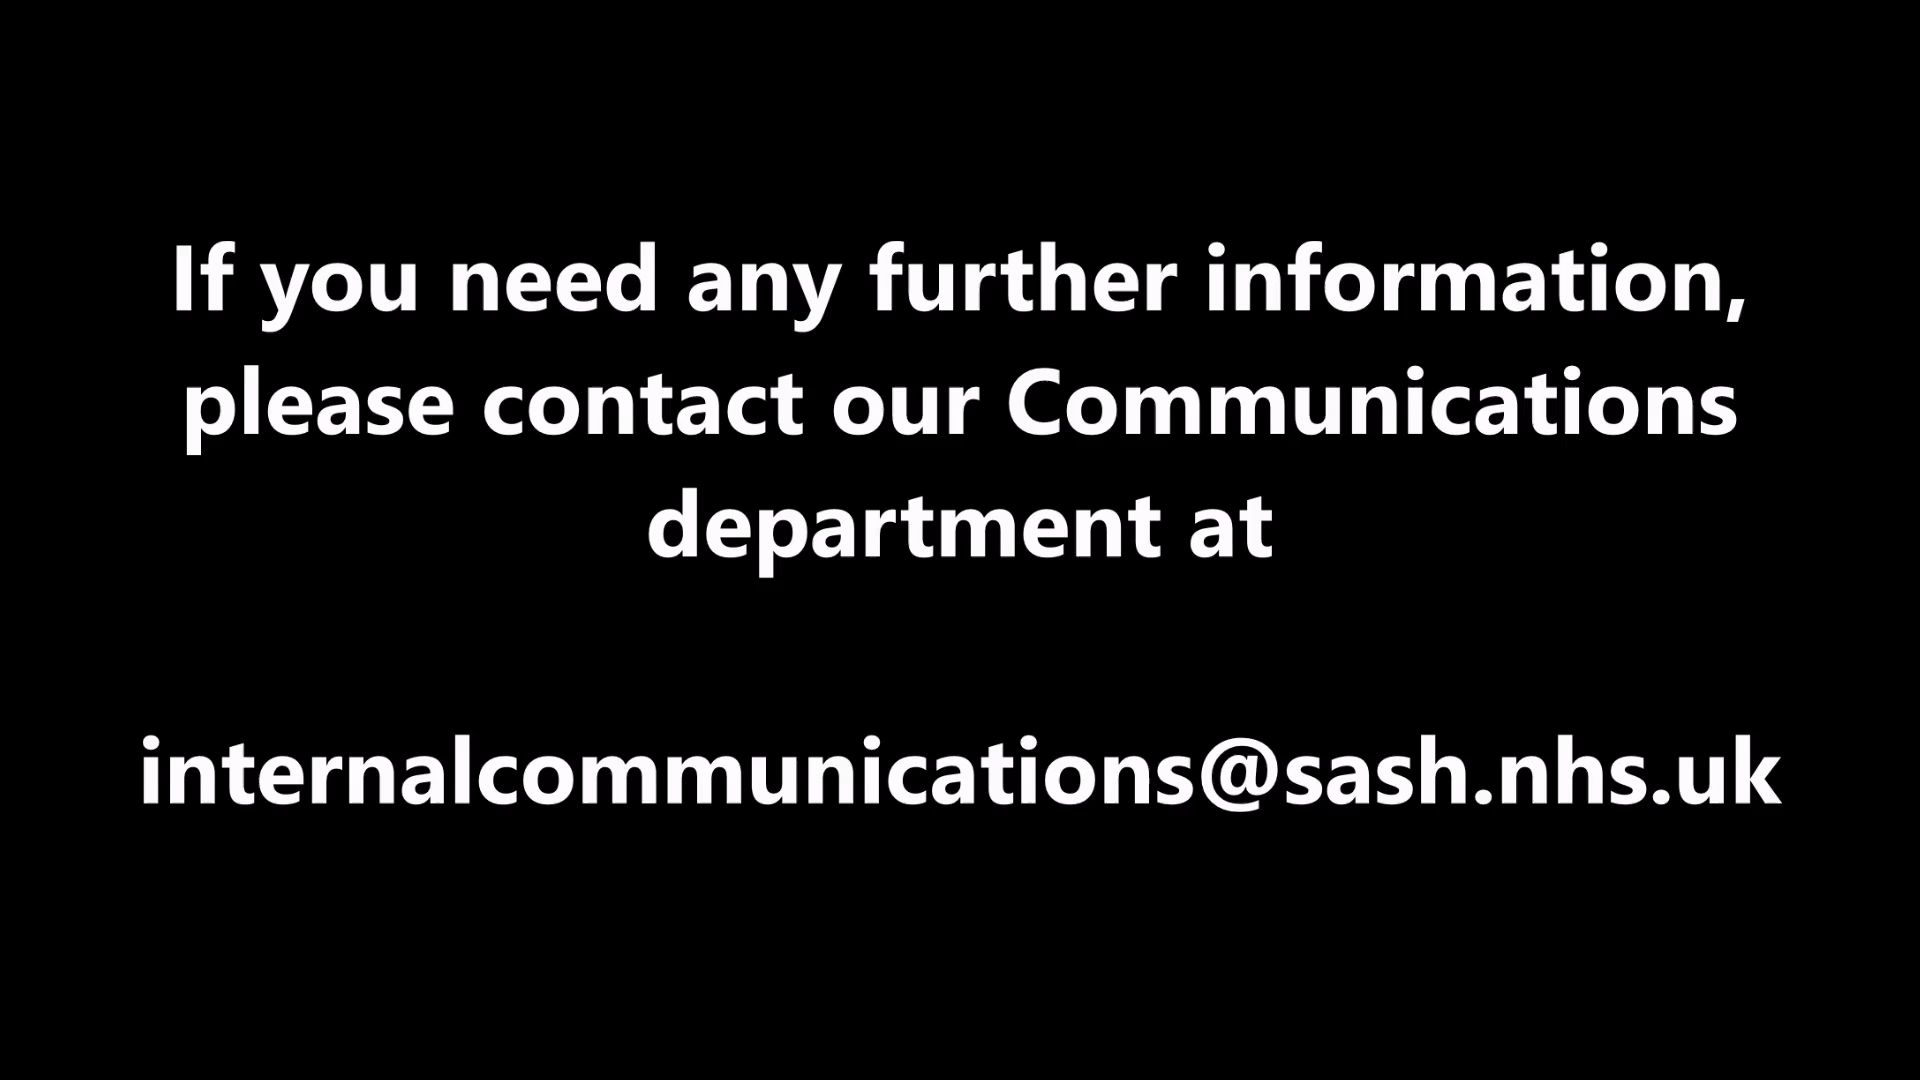 If you need any further information,
please contact our Communications
department at
internalcommunications@sash.nhs.uk